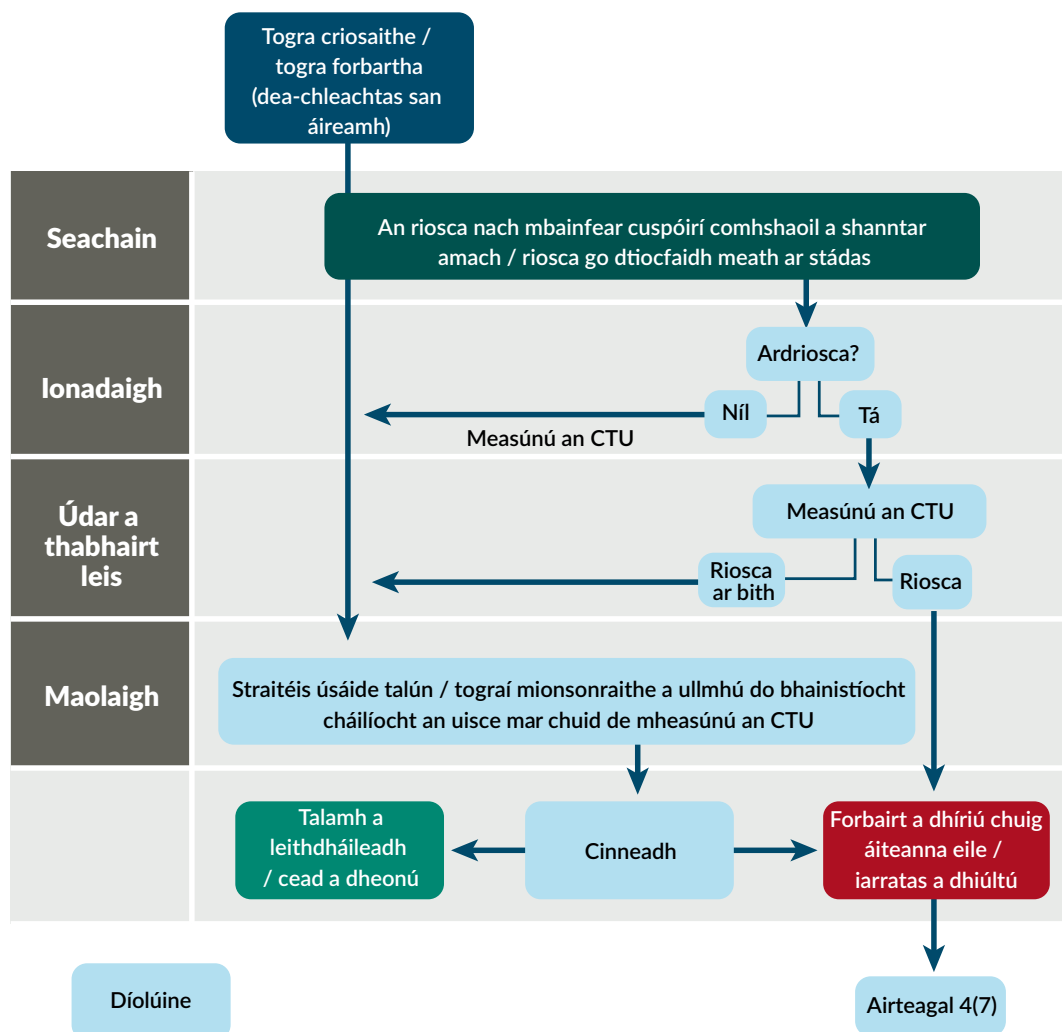 Togra criosaithe /
togra forbartha
(dea-chleachtas san
áireamh)
Seachain
An riosca nach mbainfear cuspóirí comhshaoil a shanntar
amach / riosca go dtiocfaidh meath ar stádas
Ionadaigh
Ardriosca?
Níl
Tá
Measúnú an CTU
Údar a
thabhairt
leis
Measúnú an CTU
Riosca
ar bith
Riosca
Maolaigh
Straitéis úsáide talún / tograí mionsonraithe a ullmhú do bhainistíocht
cháilíocht an uisce mar chuid de mheasúnú an CTU
Talamh a
leithdháileadh
/ cead a dheonú
Cinneadh
Forbairt a dhíriú chuig
áiteanna eile /
iarratas a dhiúltú
Díolúine
Airteagal 4(7)